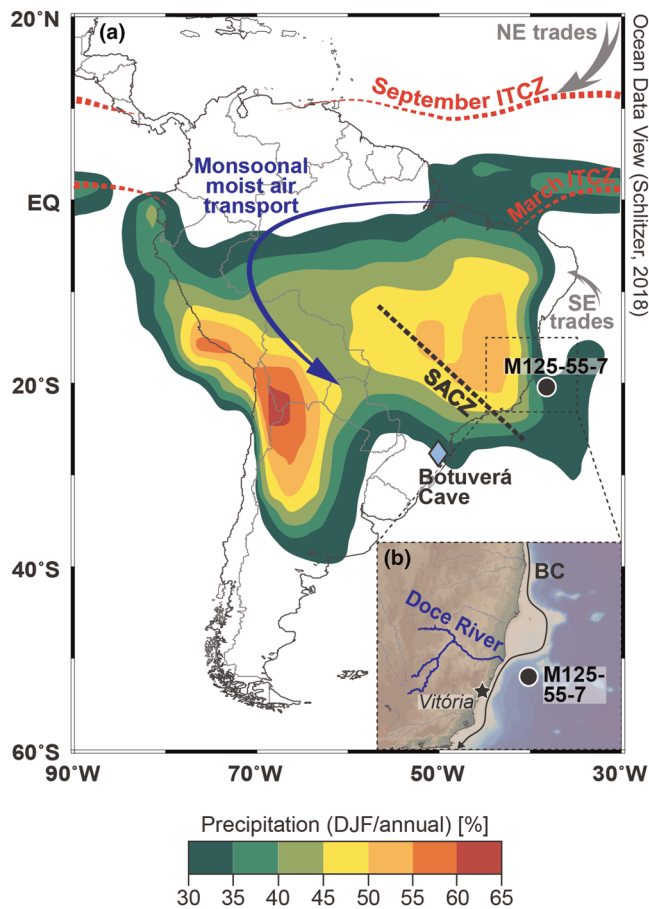 20°N
(a)
NE trades
September ITCZ
Ocean Data View (Schlitzer, 2018)
Monsoonal
moist air
transport
March ITCZ
EQ
SE
trades
M125-55-7
20°S
SACZ
Botuverá
Cave
(b)
BC
40°S
Doce River
M125-
55-7
Vitória
60°S
90°W
70°W
50°W
30°W
Precipitation (DJF/annual) [%]
30 35 40 45 50 55 60 65